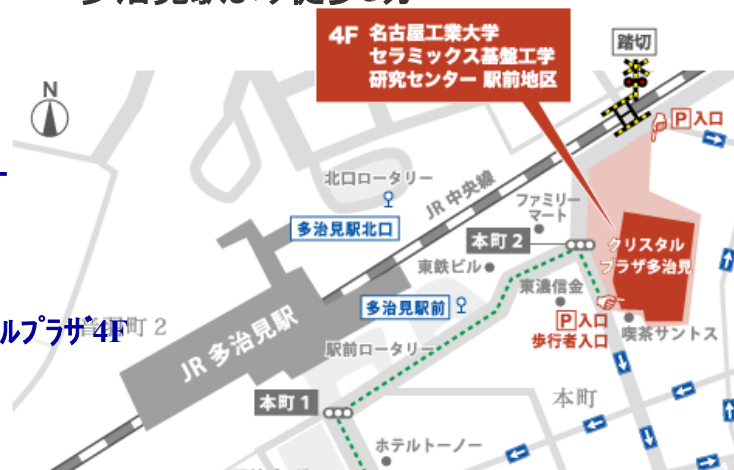 4F 名古屋工業大学
セラミックス基盤工学
研究センター 駅前地区
踏切
N
P入口
北口ロータリー
JR 中央線
ファミリー
マート
多治見駅北口
本町 2
クリスタル
プラザ多治見
東鉄ビル
東濃信金
多治見駅前
ルプラザ4F
町 2
JR 多治見駅
P入口
歩行者入口
喫茶サントス
駅前ロータリー
本町 1
本町
ホテルトーノー